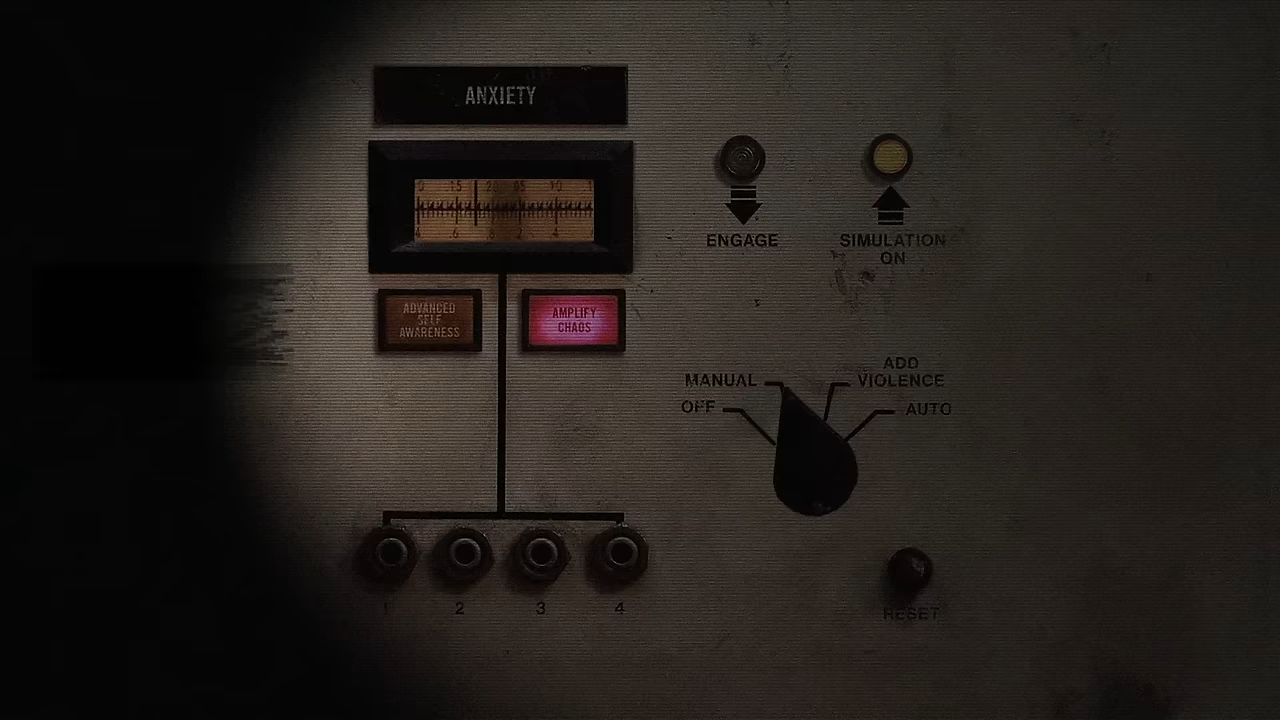 ANXIETY
ADVANCED
SELF
AWARENESS
AMPLIFY
CHAOS
ENGAGE
SIMULATION
ON
MANUAL
OFF
ADD
VIOLENCE
AUTO
1
2
3
4
RESET